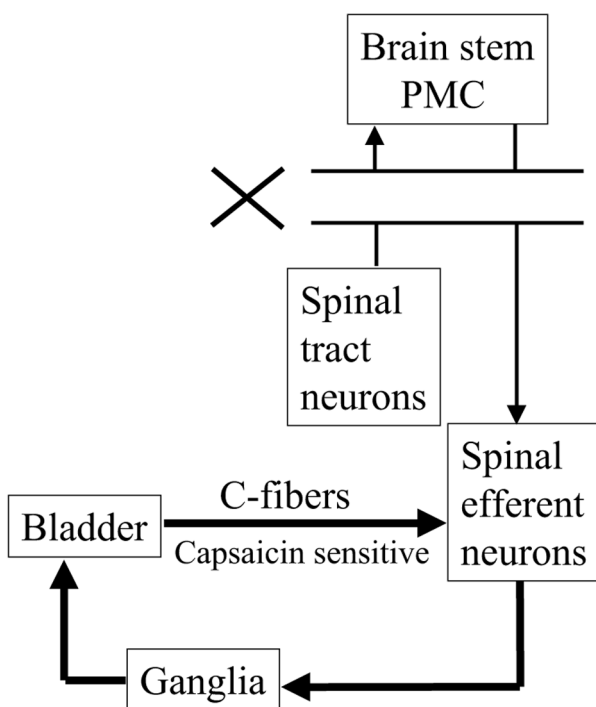 Brain stem
PMC
Spinal
tract
neurons
Spinal
efferent
neurons
C-fibers
Bladder
Capsaicin sensitive
Ganglia